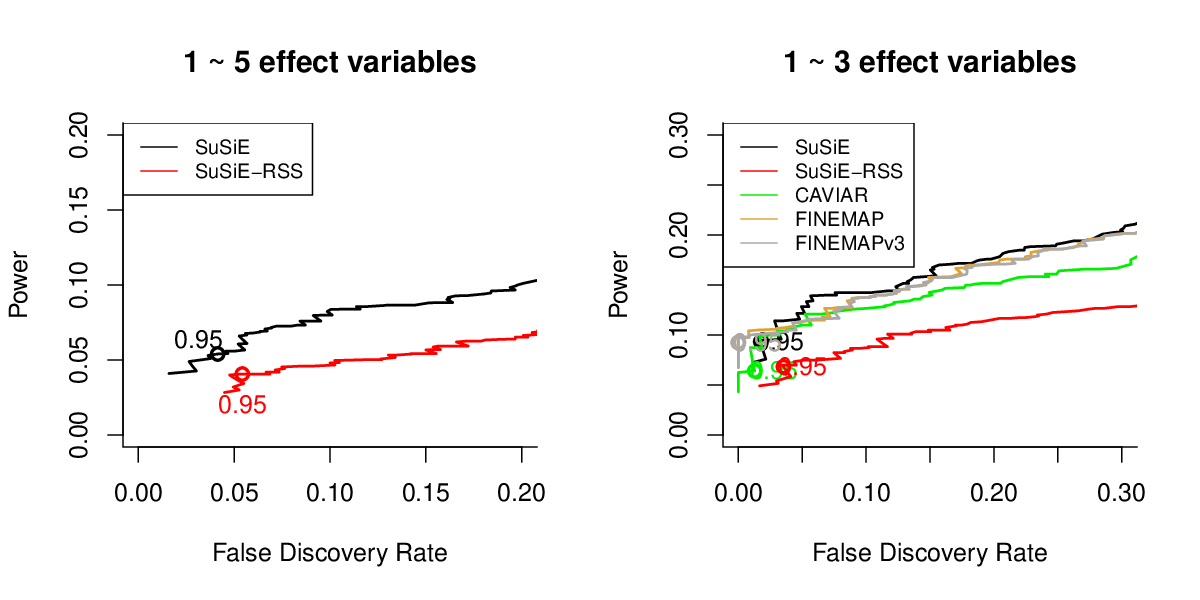 1 ~ 5 effect variables
Power
0.20
0.15
0.10
0.05
0.00
SuSiE
SuSiE−RSS
0.95
0.95
0.00 0.05 0.10 0.15 0.20
False Discovery Rate
1 ~ 3 effect variables
Power
0.30
0.20
0.10
0.00
SuSiE
SuSiE−RSS
CAVIAR
FINEMAP
FINEMAPv3
0.95
0.00 0.10 0.20 0.30
False Discovery Rate